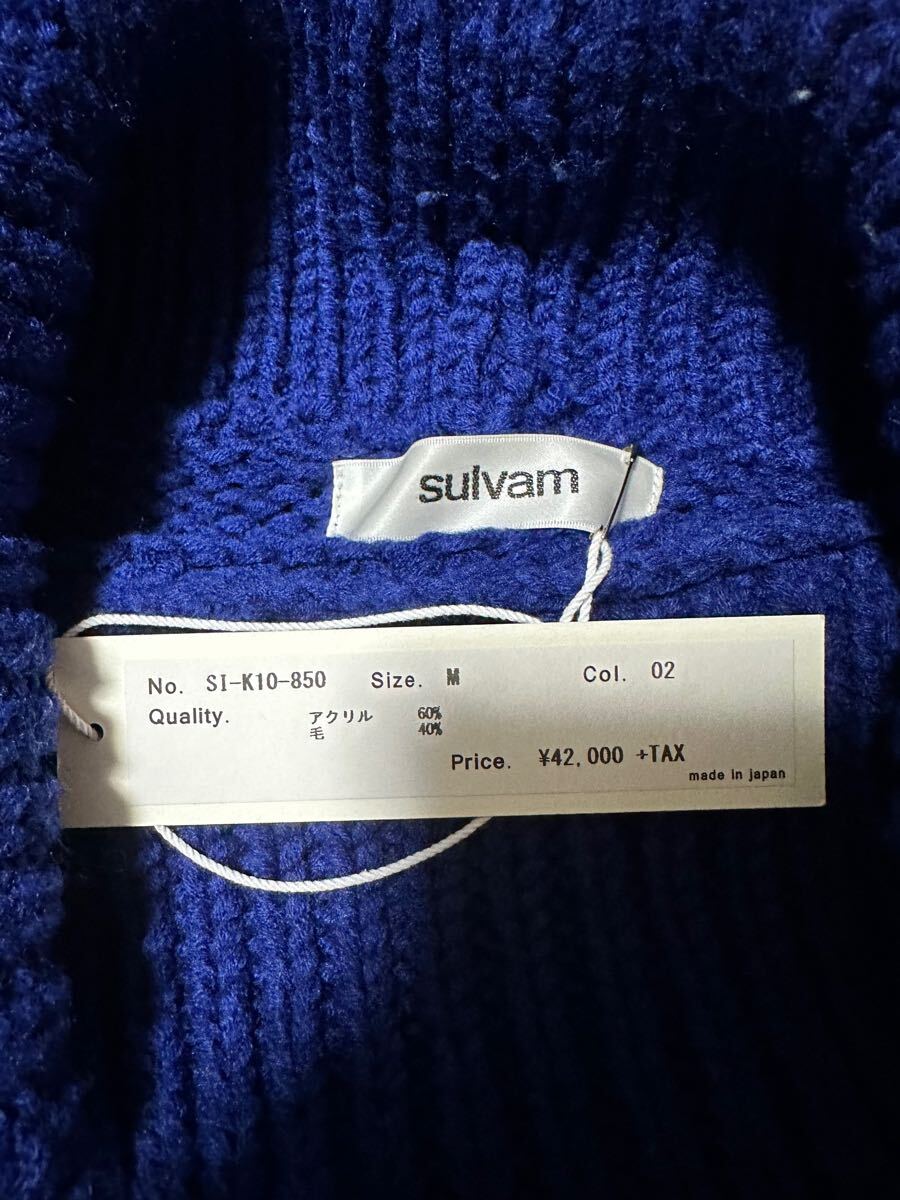 sulvam
No. SI-K10-850 Size. M Col. 02
Quality. アクリル 60%
毛 40%
Price. ¥42,000 +TAX
made in japan